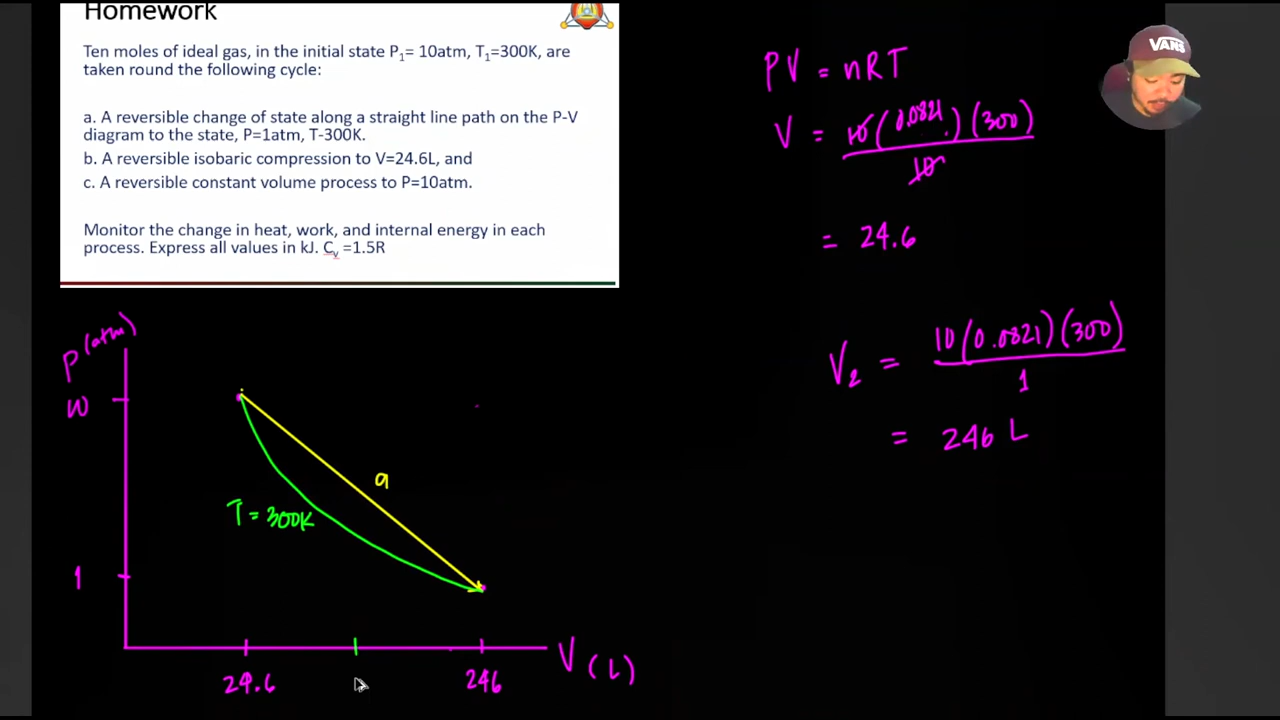 Homework
Ten moles of ideal gas, in the initial state P₁= 10atm, T₁=300K, are
taken round the following cycle:
a. A reversible change of state along a straight line path on the P-V
diagram to the state, P=1atm, T-300K.
b. A reversible isobaric compression to V=24.6L, and
c. A reversible constant volume process to P=10atm.
Monitor the change in heat, work, and internal energy in each
process. Express all values in kJ. Cᵥ =1.5R
PV = nRT
V = 10(0.0821)(300)
10
= 24.6
V₂ = 10(0.0821)(300)
1
= 246 L
VANS
P(atm)
10
a
T = 300K
1
V (L)
24.6
246